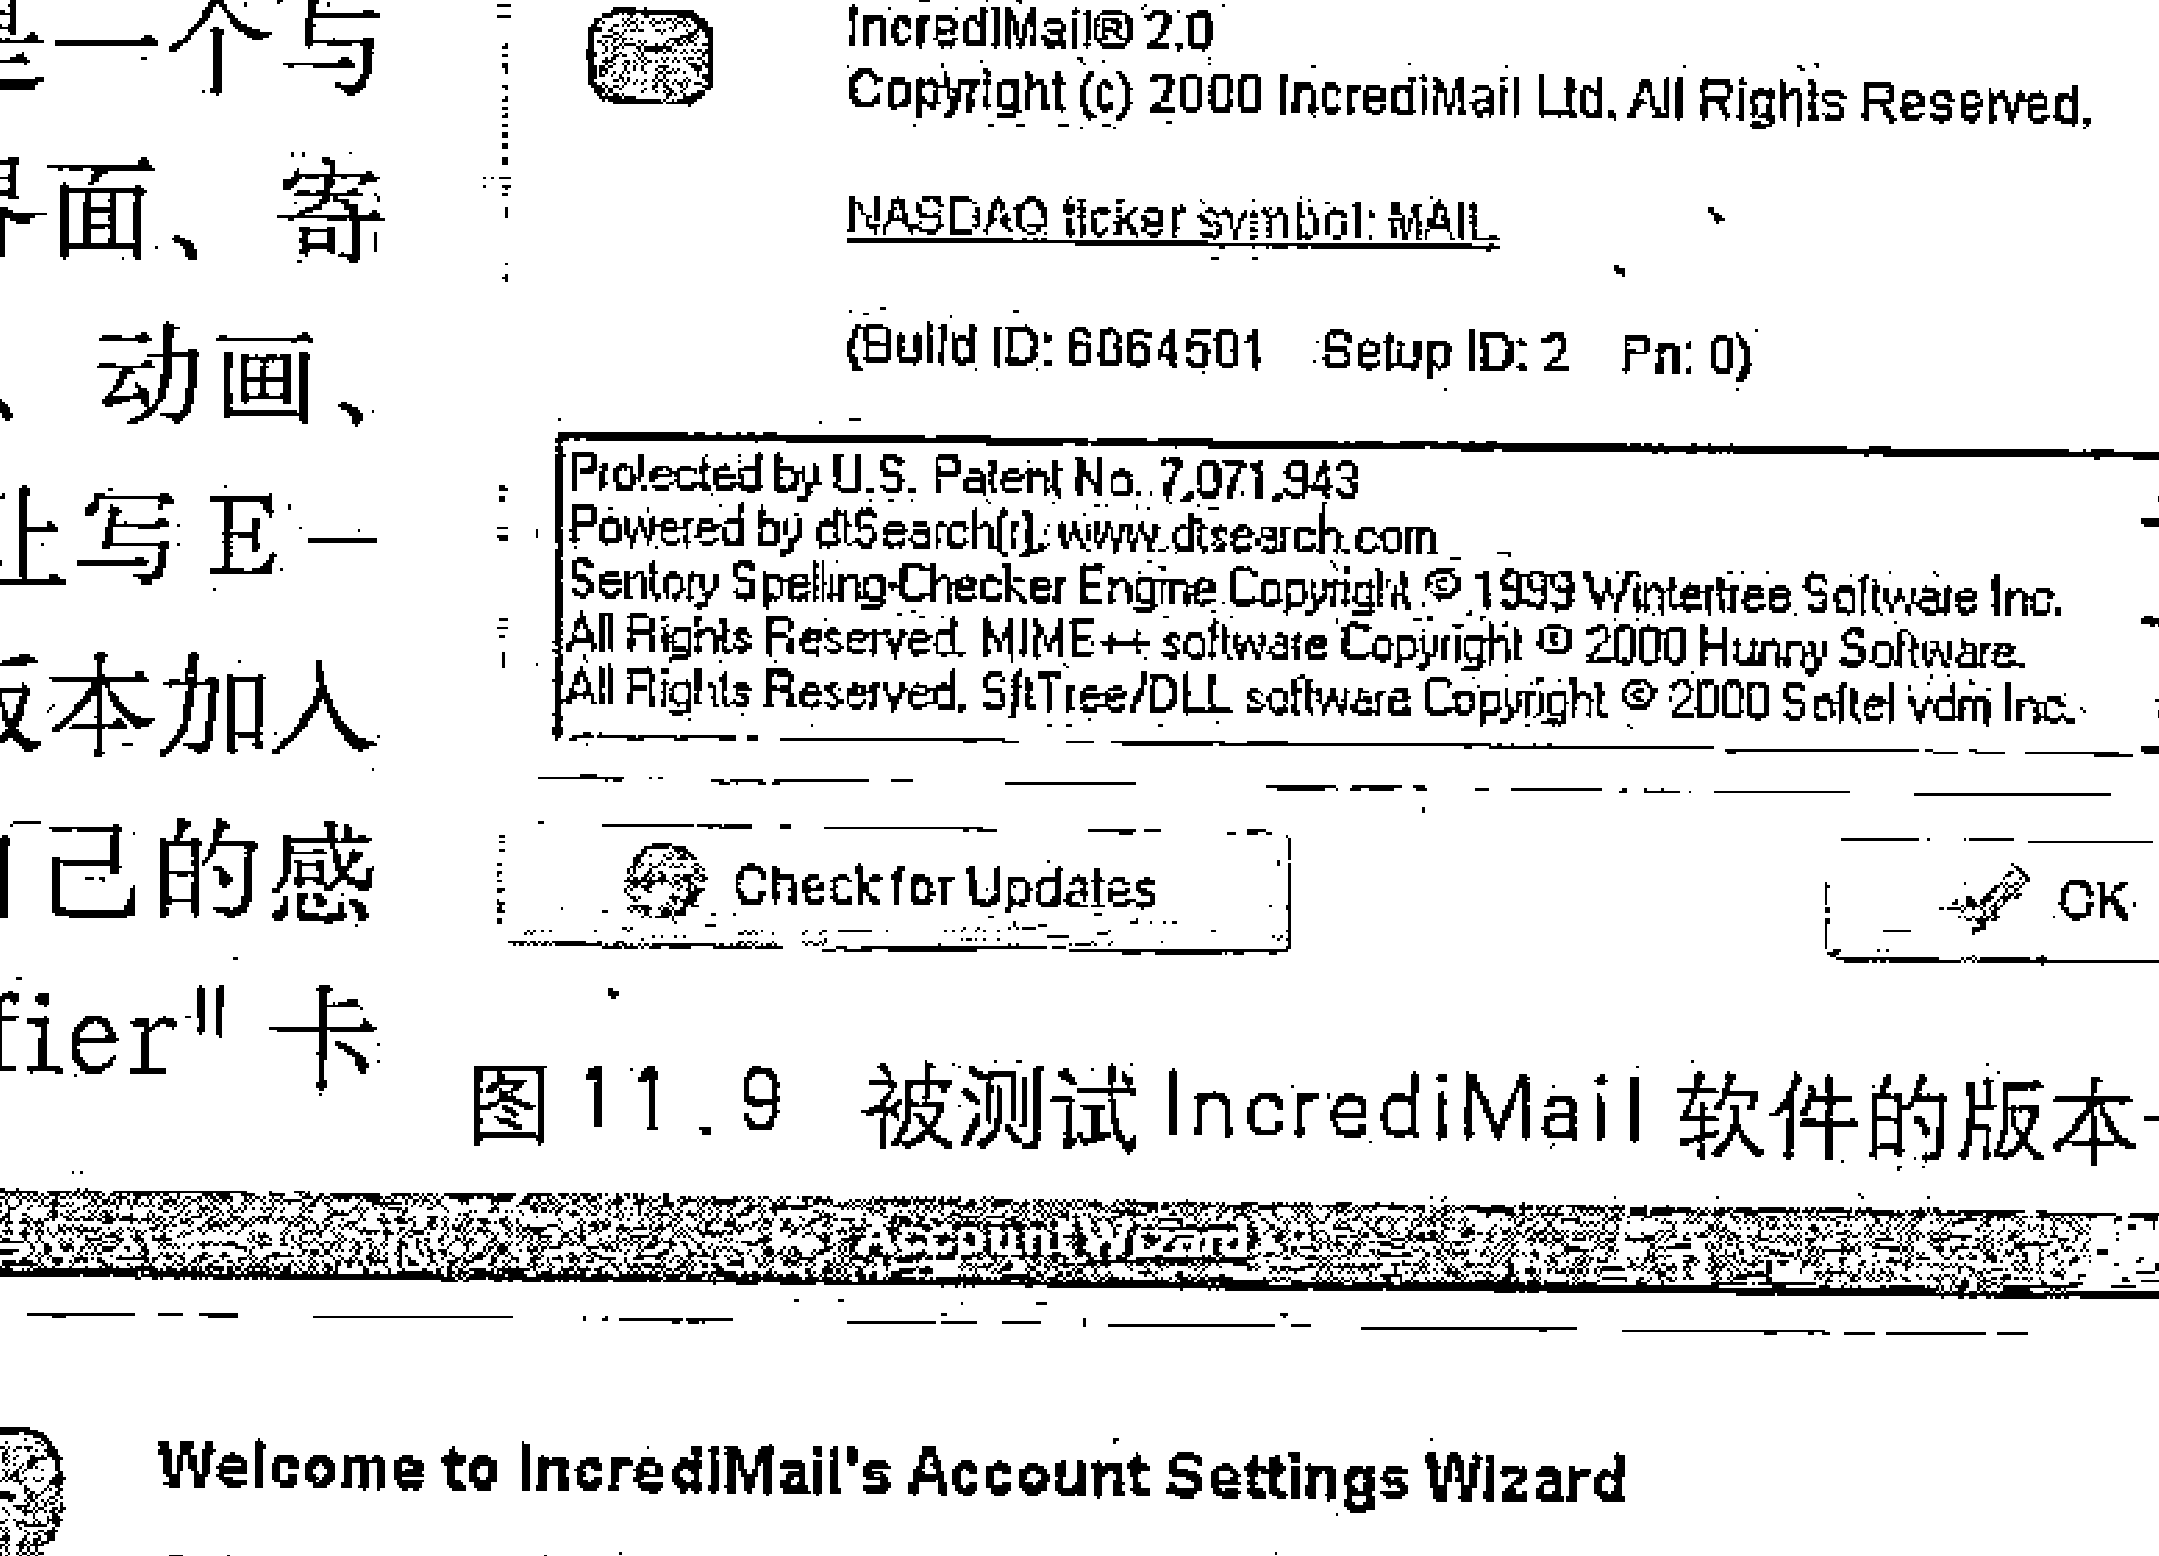 是一个写
界面、寄
、动画、
让写 E－
版本加入
自己的感
fier" 卡
IncrediMail® 2.0
Copyright (c) 2000 IncrediMail Ltd. All Rights Reserved.
NASDAQ ticker symbol: MAIL
(Build ID: 6064501 Setup ID: 2 Pn: 0)
Protected by U.S. Patent No. 7,071,943
Powered by dtSearch(r), www.dtsearch.com
Sentory Spelling-Checker Engine Copyright © 1999 Wintertree Software Inc.
All Rights Reserved. MIME++ software Copyright © 2000 Hunny Software.
All Rights Reserved. SftTree/DLL software Copyright © 2000 Softel vdm Inc.
Check for Updates
OK
图 11.9 被测试 IncrediMail 软件的版本
Account Wizard
Welcome to IncrediMail's Account Settings Wizard